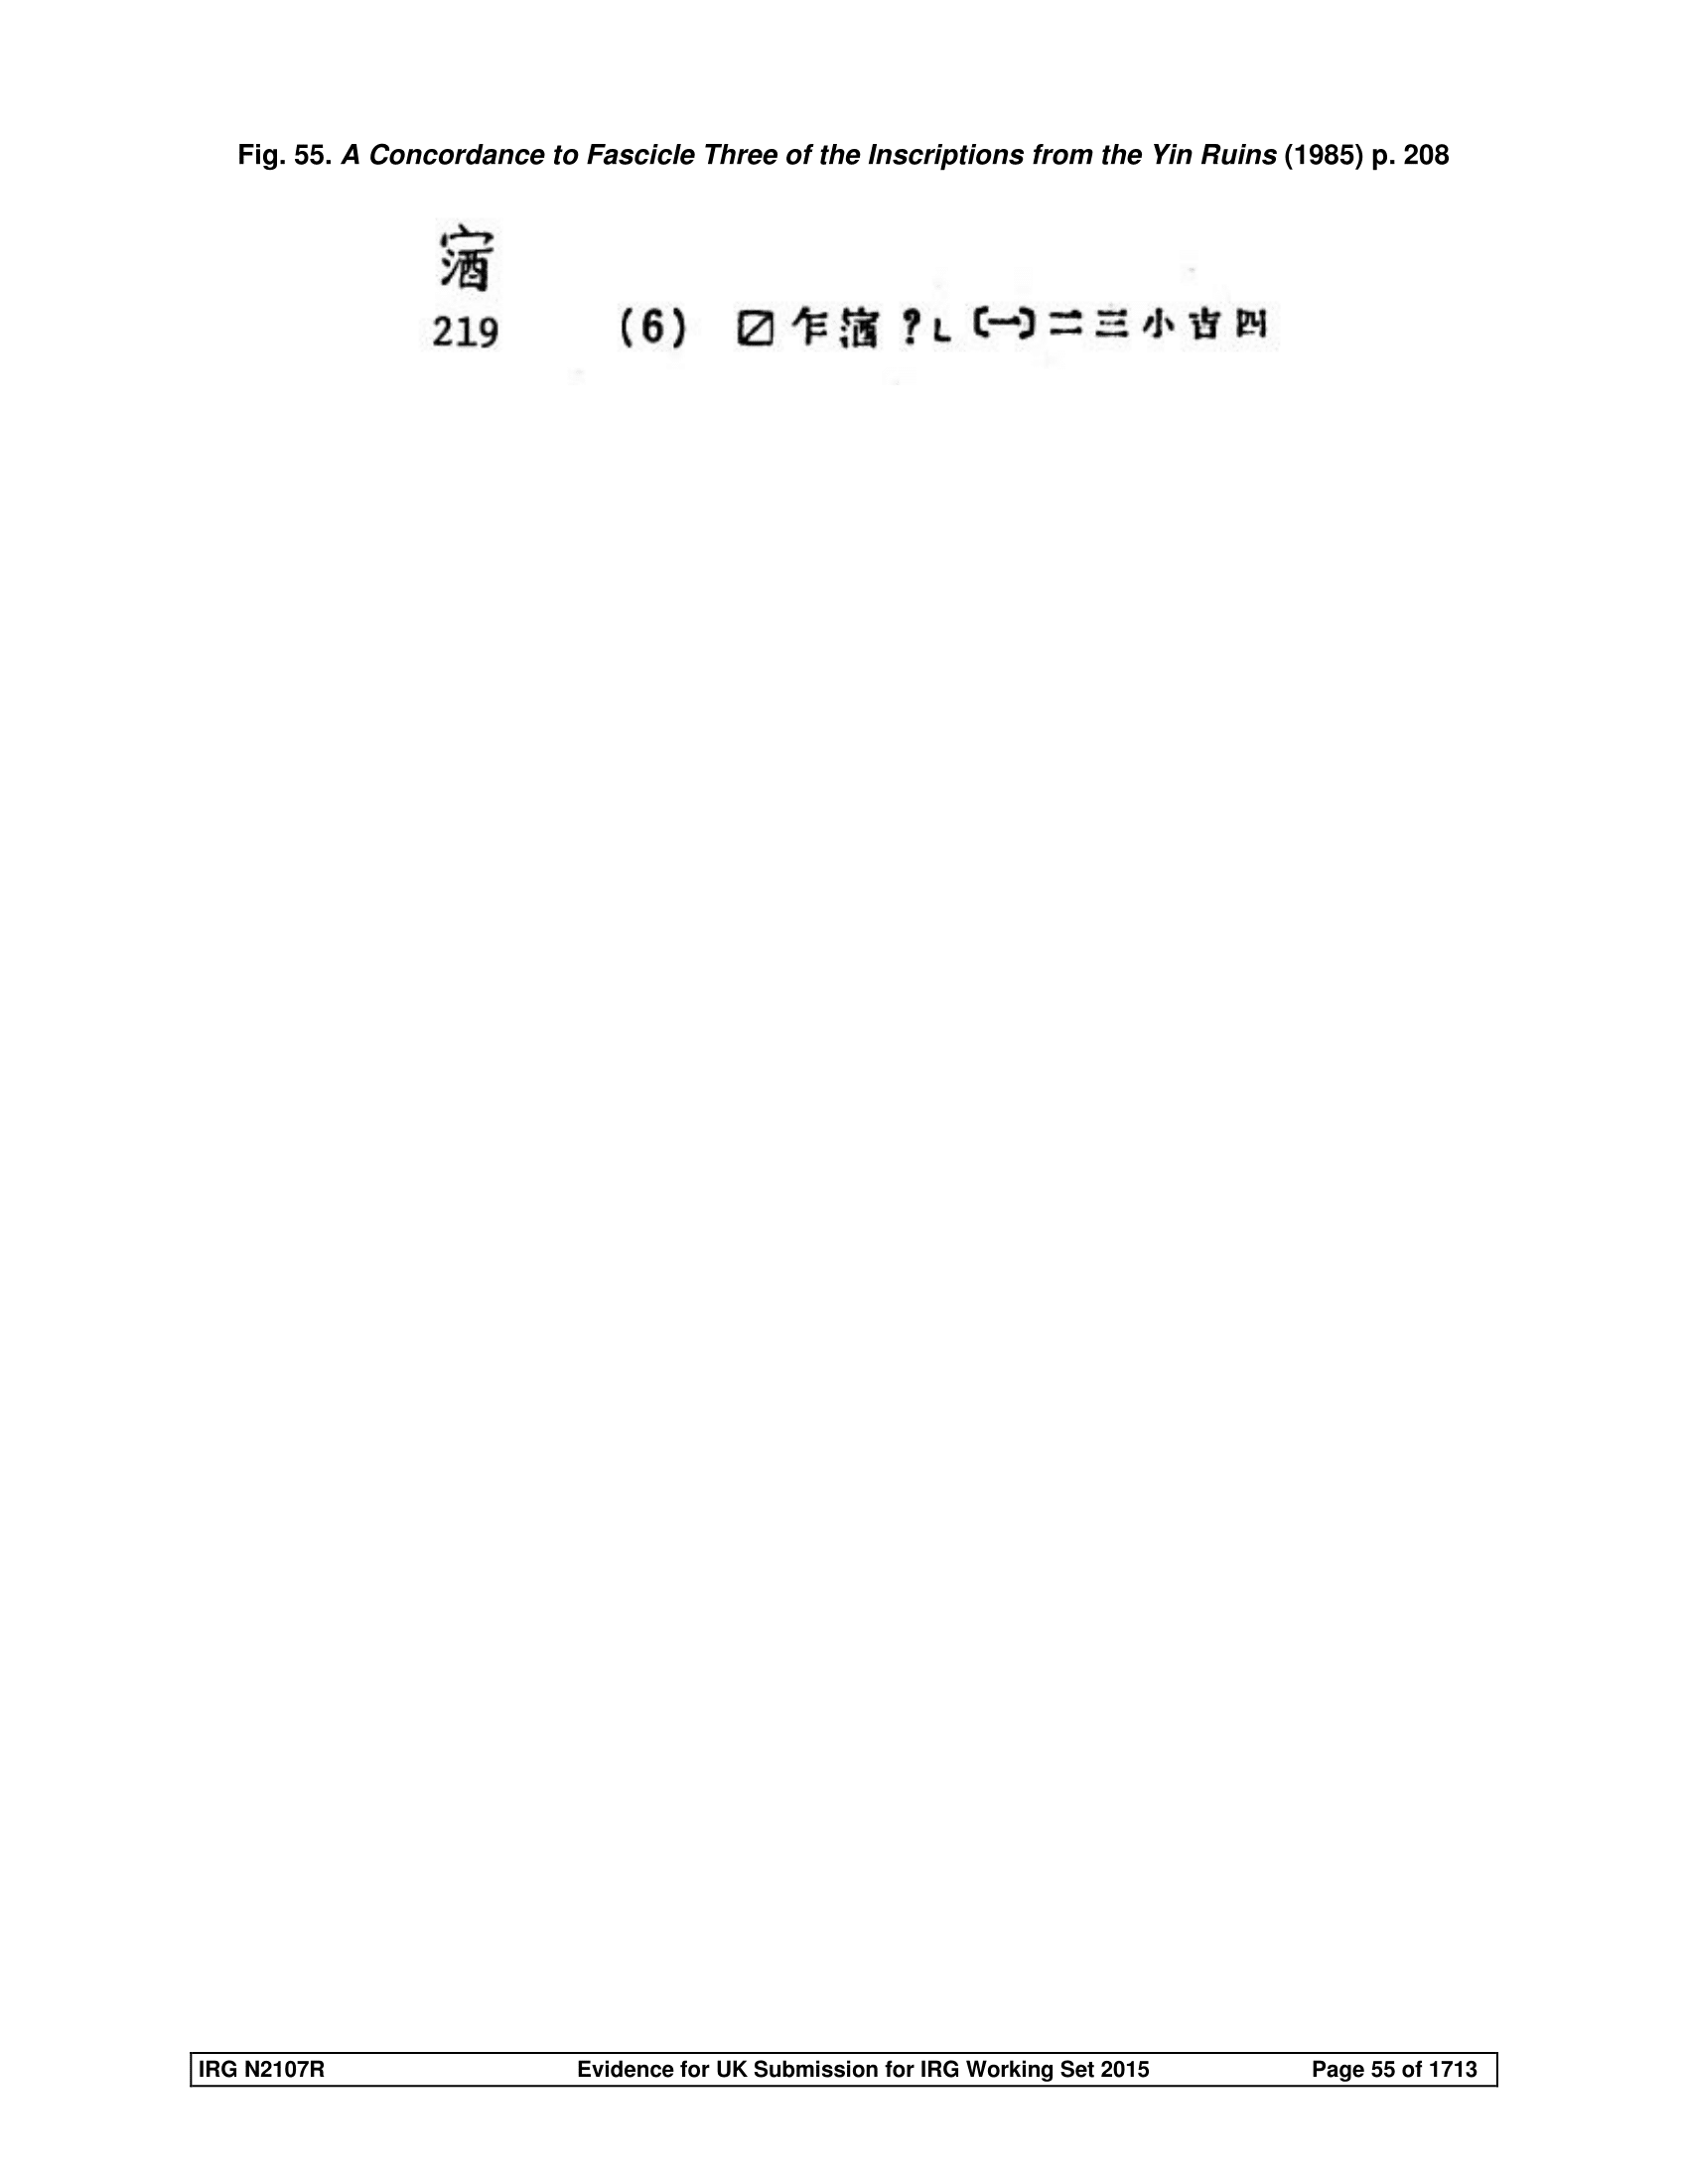 Fig. 55. A Concordance to Fascicle Three of the Inscriptions from the Yin Ruins (1985) p. 208
219 (6) 〼乍?L〔一〕二三小吉四
IRG N2107R Evidence for UK Submission for IRG Working Set 2015 Page 55 of 1713